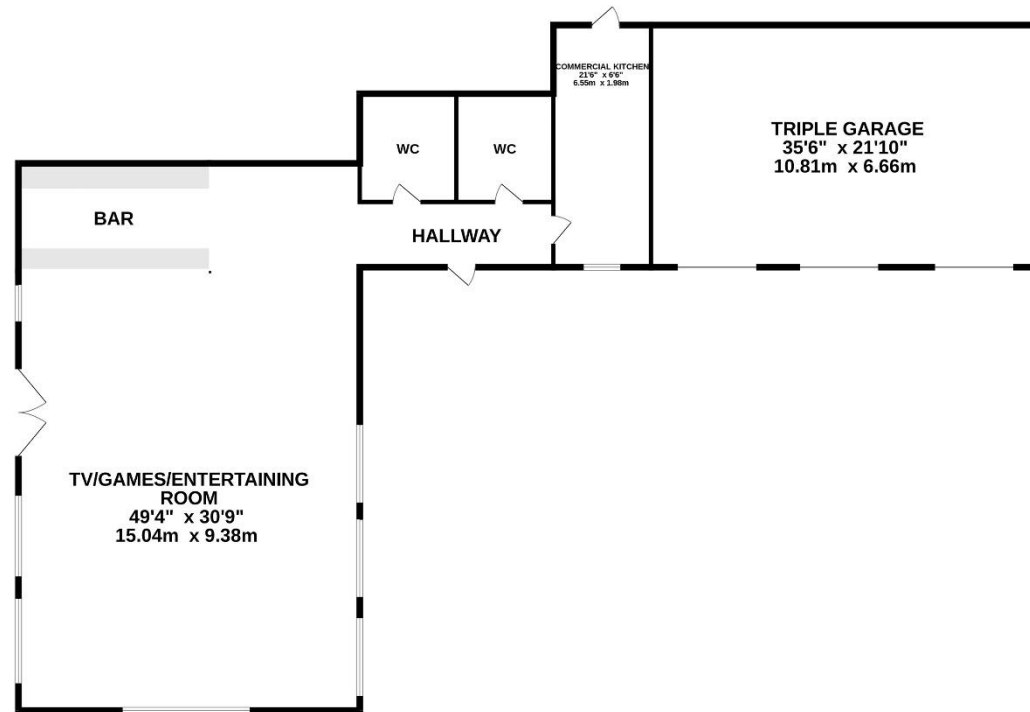 COMMERCIAL KITCHEN
21'6" x 6'6"
6.55m x 1.98m
TRIPLE GARAGE
35'6" x 21'10"
10.81m x 6.66m
WC
WC
BAR
HALLWAY
TV/GAMES/ENTERTAINING
ROOM
49'4" x 30'9"
15.04m x 9.38m